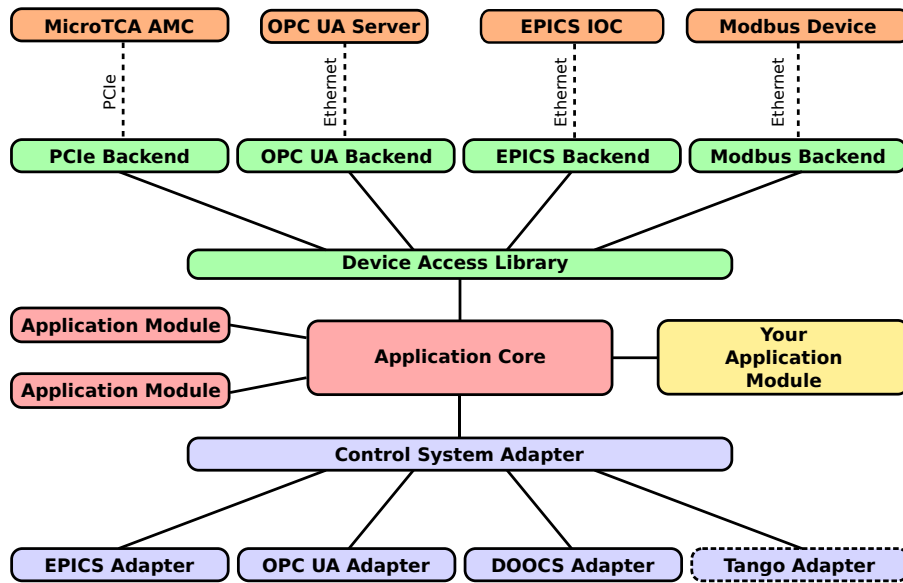 MicroTCA AMC
OPC UA Server
EPICS IOC
Modbus Device
PCIe
Ethernet
Ethernet
Ethernet
PCIe Backend
OPC UA Backend
EPICS Backend
Modbus Backend
Device Access Library
Application Module
Application Module
Application Core
Your
Application
Module
Control System Adapter
EPICS Adapter
OPC UA Adapter
DOOCS Adapter
Tango Adapter